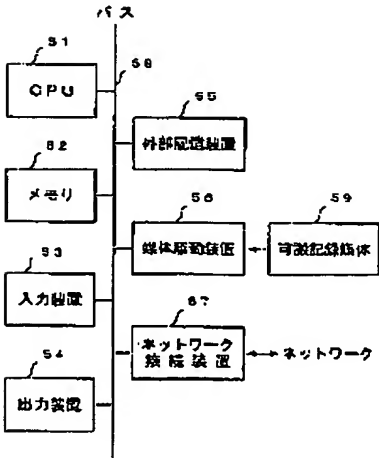 バス
51
58
CPU
55
外部記憶装置
52
メモリ
56
59
媒体駆動装置
可搬記録媒体
53
入力装置
57
ネットワーク
接続装置
ネットワーク
54
出力装置